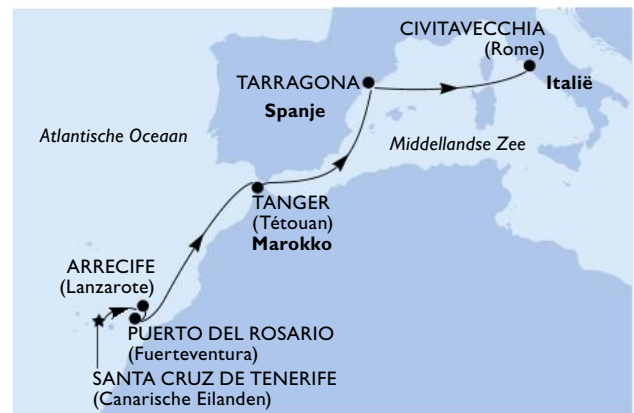 CIVITAVECCHIA
(Rome)
TARRAGONA
Italië
Spanje
Atlantische Oceaan
Middellandse Zee
TANGER
(Tétouan)
Marokko
ARRECIFE
(Lanzarote)
PUERTO DEL ROSARIO
(Fuerteventura)
SANTA CRUZ DE TENERIFE
(Canarische Eilanden)